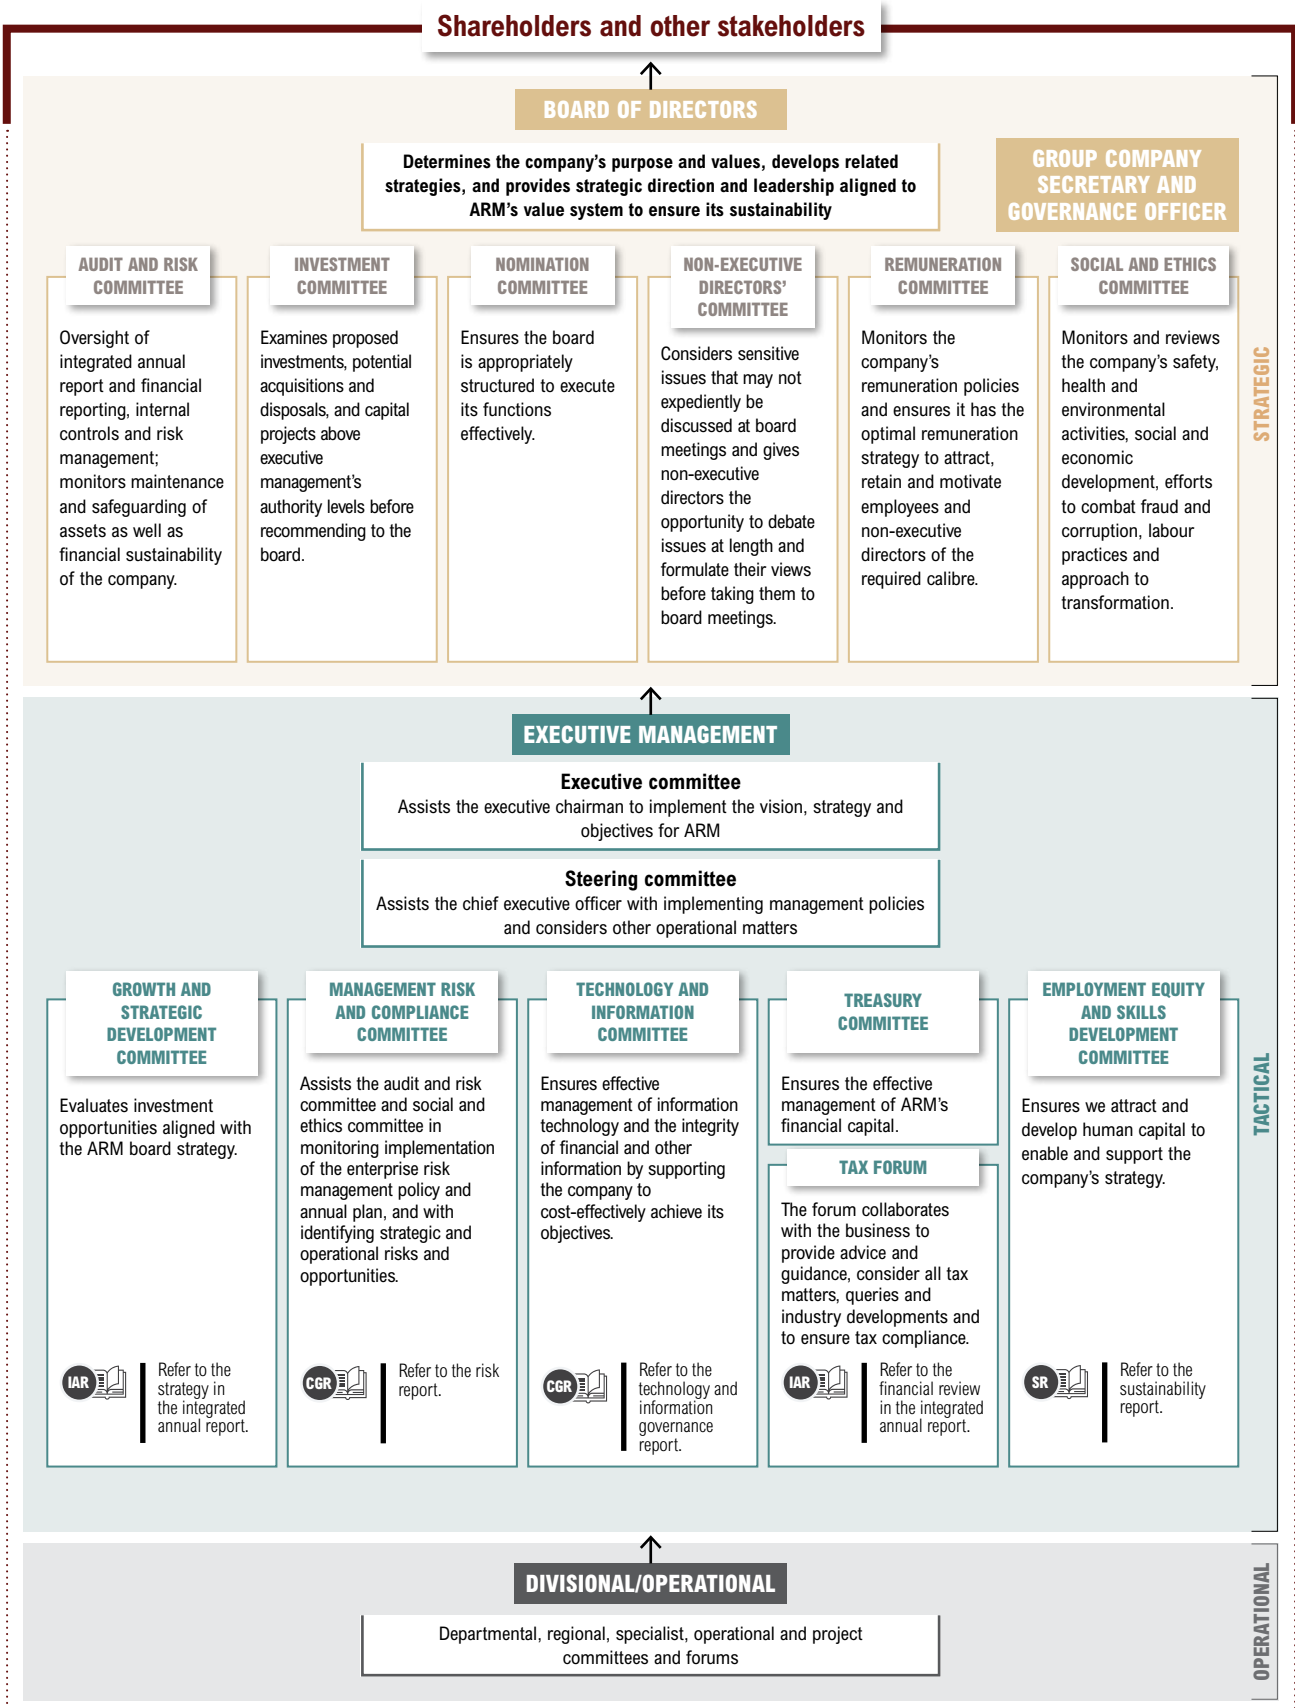 Shareholders and other stakeholders
BOARD OF DIRECTORS
Determines the company's purpose and values, develops related
strategies, and provides strategic direction and leadership aligned to
ARM's value system to ensure its sustainability
GROUP COMPANY
SECRETARY AND
GOVERNANCE OFFICER
AUDIT AND RISK
COMMITTEE
Oversight of
integrated annual
report and financial
reporting, internal
controls and risk
management;
monitors maintenance
and safeguarding of
assets as well as
financial sustainability
of the company.
INVESTMENT
COMMITTEE
Examines proposed
investments, potential
acquisitions and
disposals, and capital
projects above
executive
management's
authority levels before
recommending to the
board.
NOMINATION
COMMITTEE
Ensures the board
is appropriately
structured to execute
its functions
effectively.
NON-EXECUTIVE
DIRECTORS'
COMMITTEE
Considers sensitive
issues that may not
expediently be
discussed at board
meetings and gives
non-executive
directors the
opportunity to debate
issues at length and
formulate their views
before taking them to
board meetings.
REMUNERATION
COMMITTEE
Monitors the
company's
remuneration policies
and ensures it has the
optimal remuneration
strategy to attract,
retain and motivate
employees and
non-executive
directors of the
required calibre.
SOCIAL AND ETHICS
COMMITTEE
Monitors and reviews
the company's safety,
health and
environmental
activities, social and
economic
development, efforts
to combat fraud and
corruption, labour
practices and
approach to
transformation.
STRATEGIC
EXECUTIVE MANAGEMENT
Executive committee
Assists the executive chairman to implement the vision, strategy and
objectives for ARM
Steering committee
Assists the chief executive officer with implementing management policies
and considers other operational matters
GROWTH AND
STRATEGIC
DEVELOPMENT
COMMITTEE
Evaluates investment
opportunities aligned with
the ARM board strategy.
IAR
Refer to the
strategy in
the integrated
annual report.
MANAGEMENT RISK
AND COMPLIANCE
COMMITTEE
Assists the audit and risk
committee and social and
ethics committee in
monitoring implementation
of the enterprise risk
management policy and
annual plan, and with
identifying strategic and
operational risks and
opportunities.
CGR
Refer to the risk
report.
TECHNOLOGY AND
INFORMATION
COMMITTEE
Ensures effective
management of information
technology and the integrity
of financial and other
information by supporting
the company to
cost-effectively achieve its
objectives.
CGR
Refer to the
technology and
information
governance
report.
TREASURY
COMMITTEE
Ensures the effective
management of ARM's
financial capital.
TAX FORUM
The forum collaborates
with the business to
provide advice and
guidance, consider all tax
matters, queries and
industry developments and
to ensure tax compliance.
IAR
Refer to the
financial review
in the integrated
annual report.
EMPLOYMENT EQUITY
AND SKILLS
DEVELOPMENT
COMMITTEE
Ensures we attract and
develop human capital to
enable and support the
company's strategy.
SR
Refer to the
sustainability
report.
TACTICAL
DIVISIONAL/OPERATIONAL
Departmental, regional, specialist, operational and project
committees and forums
OPERATIONAL